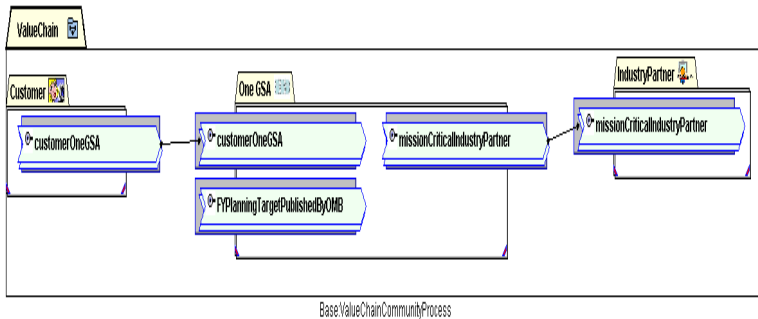 ValueChain
Customer
One GSA
IndustryPartner
customerOneGSA
customerOneGSA
missionCriticalIndustryPartner
missionCriticalIndustryPartner
FYPlanningTargetPublishedByOMB
Base:ValueChainCommunityProcess